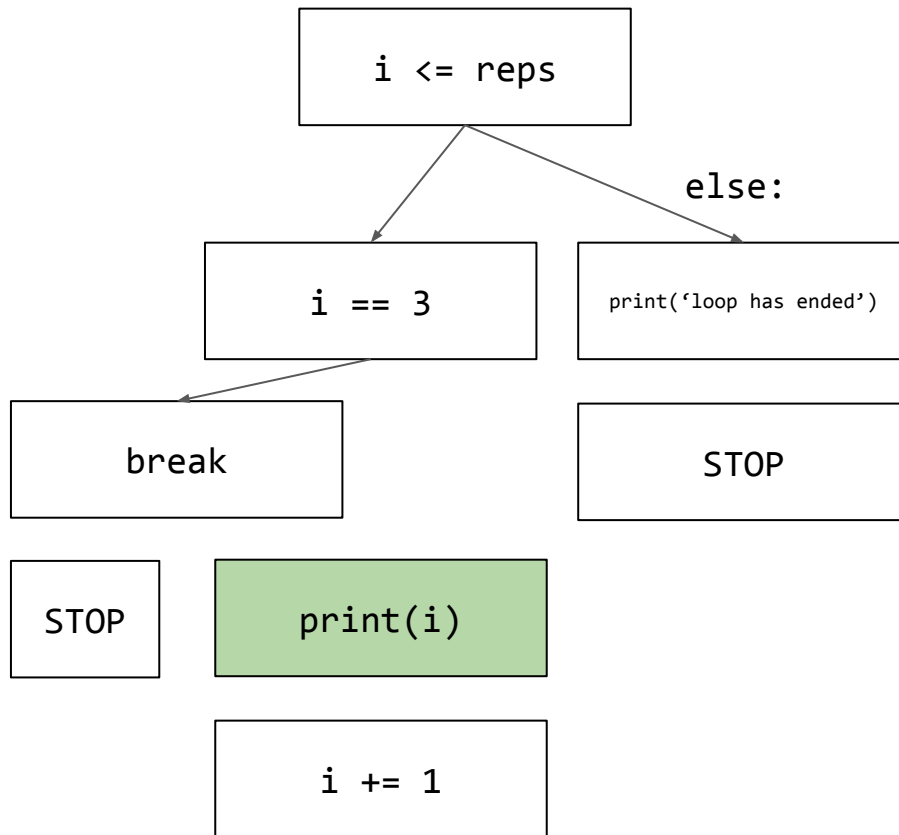 i <= reps
else:
i == 3
print(‘loop has ended’)
break
STOP
STOP
print(i)
i += 1